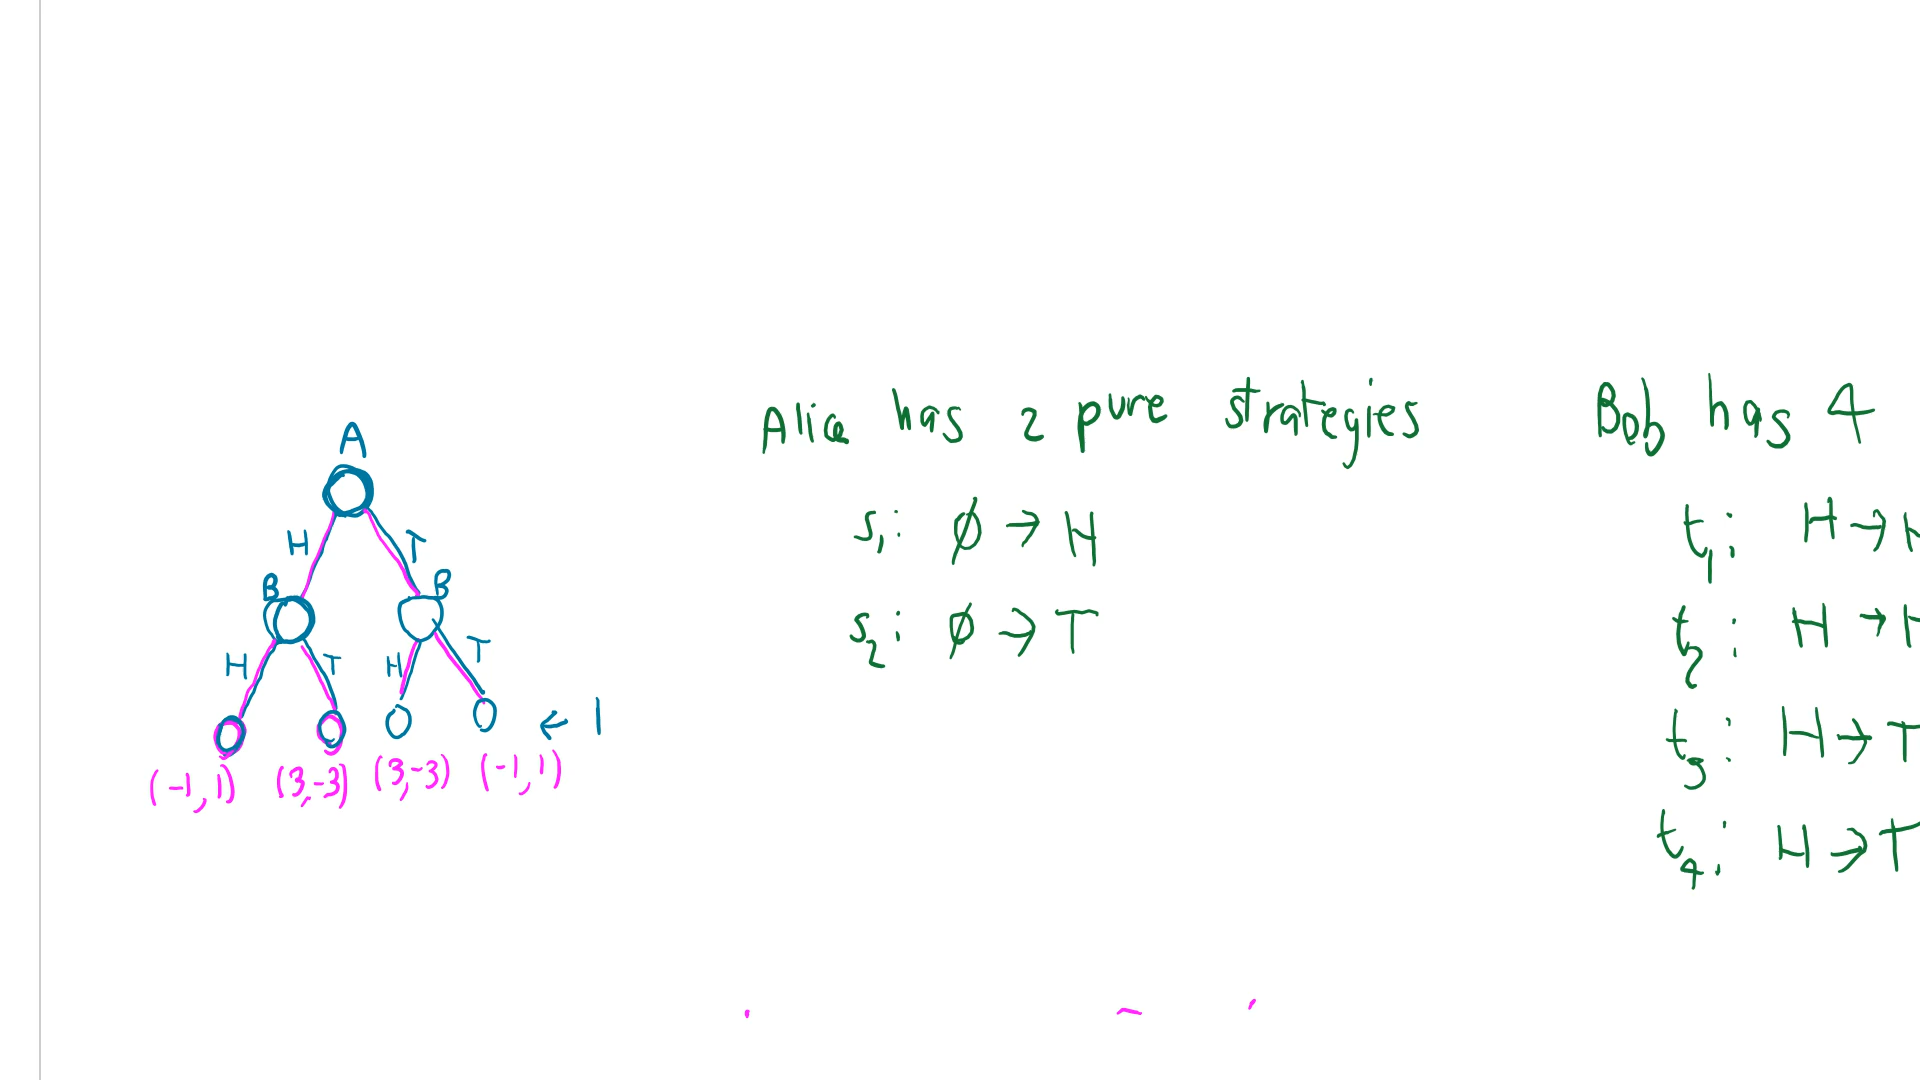 A
H T
B B
H T H T
← 1
(-1, 1) (3, -3) (3, -3) (-1, 1)
Alice has 2 pure strategies
s₁: ∅ → H
s₂: ∅ → T
Bob has 4
t₁: H → H
t₂: H → H
t₃: H → T
t₄: H → T